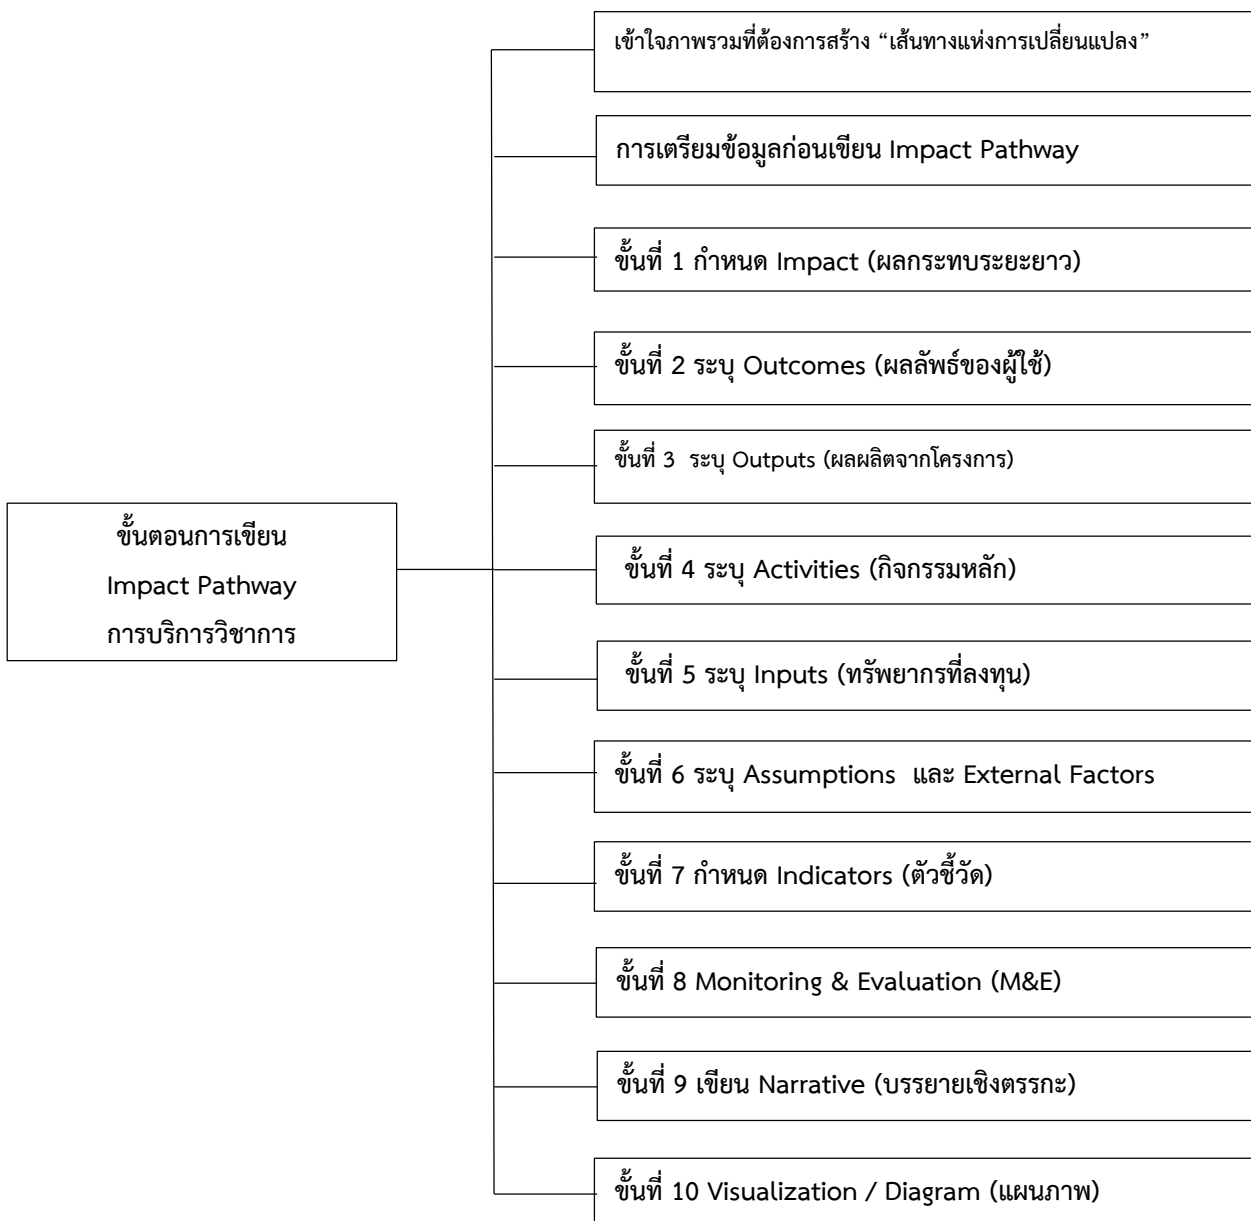 เข้าใจภาพรวมที่ต้องการสร้าง “เส้นทางแห่งการเปลี่ยนแปลง”
การเตรียมข้อมูลก่อนเขียน Impact Pathway
ขั้นที่ 1 กำหนด Impact (ผลกระทบระยะยาว)
ขั้นที่ 2 ระบุ Outcomes (ผลลัพธ์ของผู้ใช้)
ขั้นที่ 3  ระบุ Outputs (ผลผลิตจากโครงการ)
ขั้นตอนการเขียน
Impact Pathway
การบริการวิชาการ
ขั้นที่ 4 ระบุ Activities (กิจกรรมหลัก)
ขั้นที่ 5 ระบุ Inputs (ทรัพยากรที่ลงทุน)
ขั้นที่ 6 ระบุ Assumptions  และ External Factors
ขั้นที่ 7 กำหนด Indicators (ตัวชี้วัด)
ขั้นที่ 8 Monitoring & Evaluation (M&E)
ขั้นที่ 9 เขียน Narrative (บรรยายเชิงตรรกะ)
ขั้นที่ 10 Visualization / Diagram (แผนภาพ)